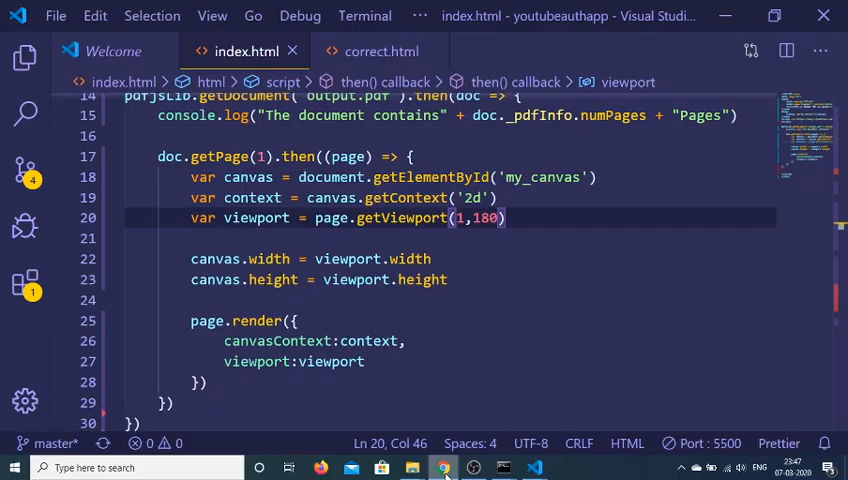 File Edit Selection View Go Debug Terminal ··· index.html - youtubeauthapp - Visual Studi...
Welcome index.html correct.html
index.html html script then() callback then() callback viewport
14 pdfjsLib.getDocument('output.pdf').then(doc => {
15 console.log("The document contains" + doc._pdfInfo.numPages + "Pages")
16
17 doc.getPage(1).then((page) => {
18 var canvas = document.getElementById('my_canvas')
19 var context = canvas.getContext('2d')
20 var viewport = page.getViewport(1,180)
21
22 canvas.width = viewport.width
23 canvas.height = viewport.height
24
25 page.render({
26 canvasContext:context,
27 viewport:viewport
28 })
29 })
30 })
4
1
master* 0 0 Ln 20, Col 46 Spaces: 4 UTF-8 CRLF HTML Port : 5500 Prettier
Type here to search ENG 23:47
07-03-2020